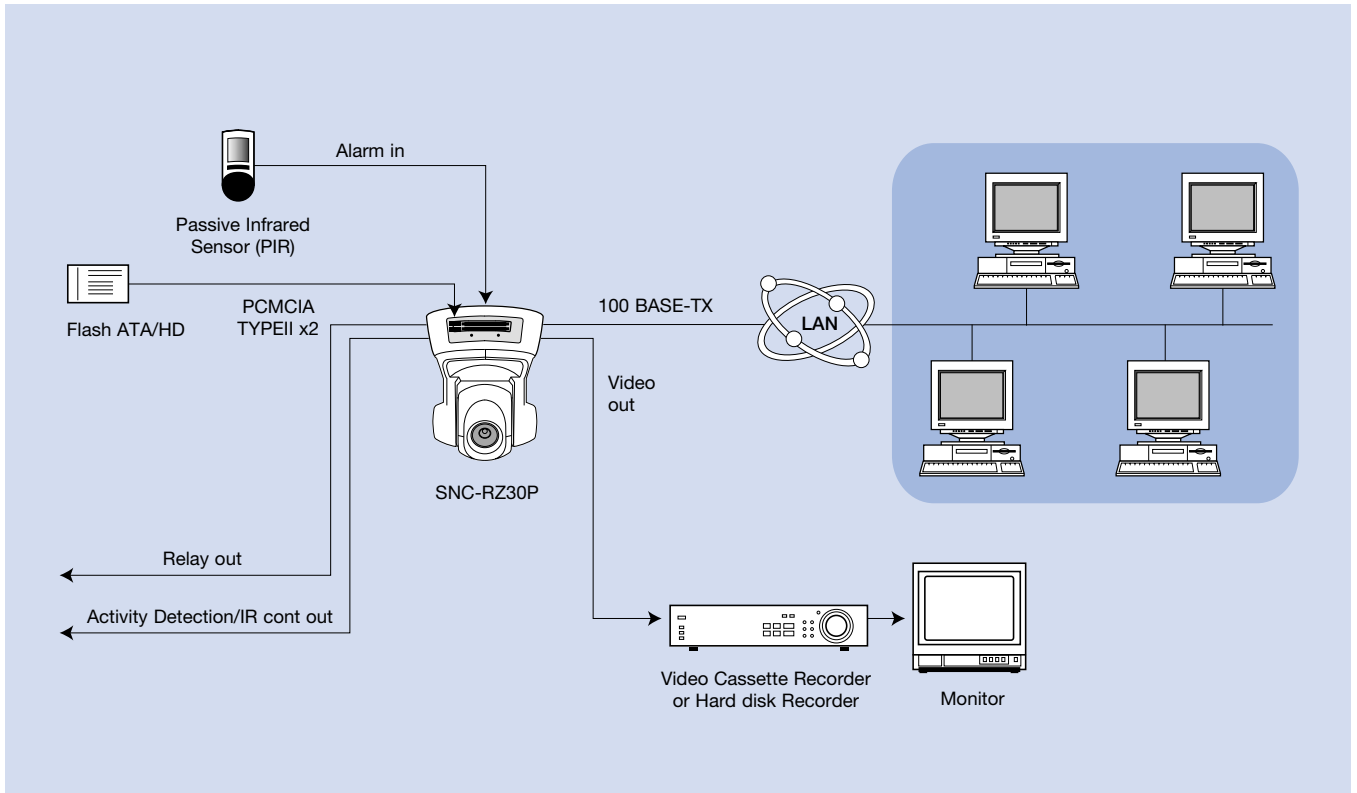 Alarm in
Passive Infrared
Sensor (PIR)
Flash ATA/HD
PCMCIA
TYPEII x2
100 BASE-TX
LAN
Video
out
SNC-RZ30P
Relay out
Activity Detection/IR cont out
Video Cassette Recorder
or Hard disk Recorder
Monitor